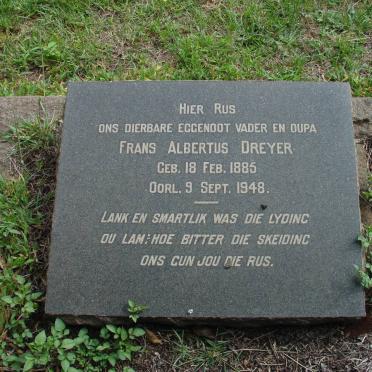 HIER RUS
ONS DIERBARE EGGENOOT VADER EN OUPA
FRANS ALBERTUS DREYER
GEB. 18 FEB. 1885
OORL. 9 SEPT. 1948.
LANK EN SMARTLIK WAS DIE LYDING
OU LAM: HOE BITTER DIE SKEIDING
ONS GUN JOU DIE RUS.